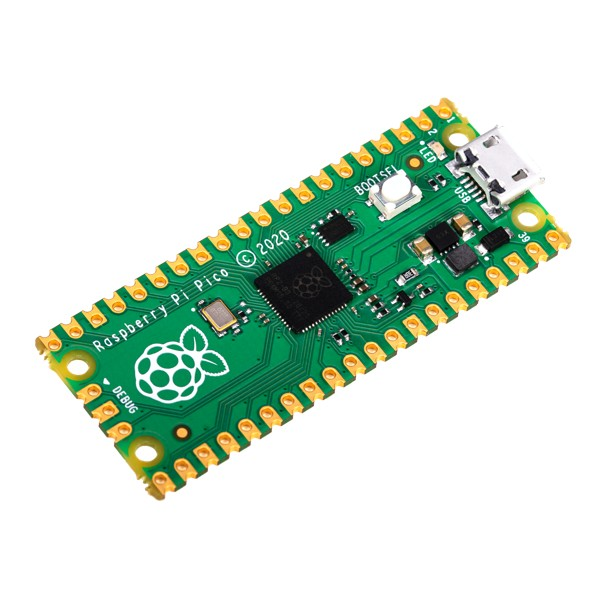 1
2
LED
USB
BOOTSEL
39
Raspberry Pi Pico © 2020
DEBUG